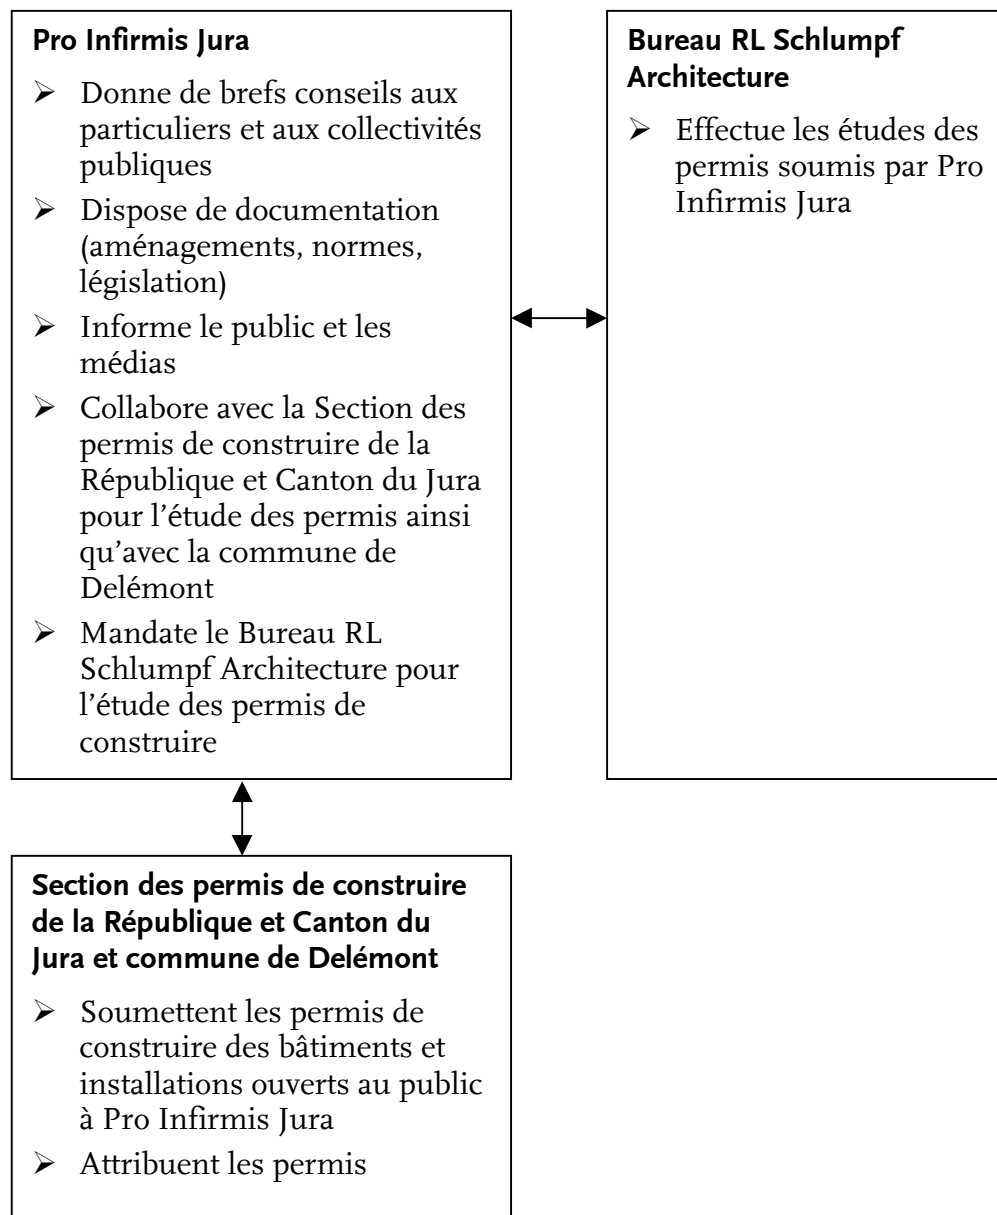 Pro Infirmis Jura
➢ Donne de brefs conseils aux
particuliers et aux collectivités
publiques
➢ Dispose de documentation
(aménagements, normes,
législation)
➢ Informe le public et les
médias
➢ Collabore avec la Section des
permis de construire de la
République et Canton du Jura
pour l’étude des permis ainsi
qu’avec la commune de
Delémont
➢ Mandate le Bureau RL
Schlumpf Architecture pour
l’étude des permis de
construire
Bureau RL Schlumpf
Architecture
➢ Effectue les études des
permis soumis par Pro
Infirmis Jura
Section des permis de construire
de la République et Canton du
Jura et commune de Delémont
➢ Soumettent les permis de
construire des bâtiments et
installations ouverts au public
à Pro Infirmis Jura
➢ Attribuent les permis